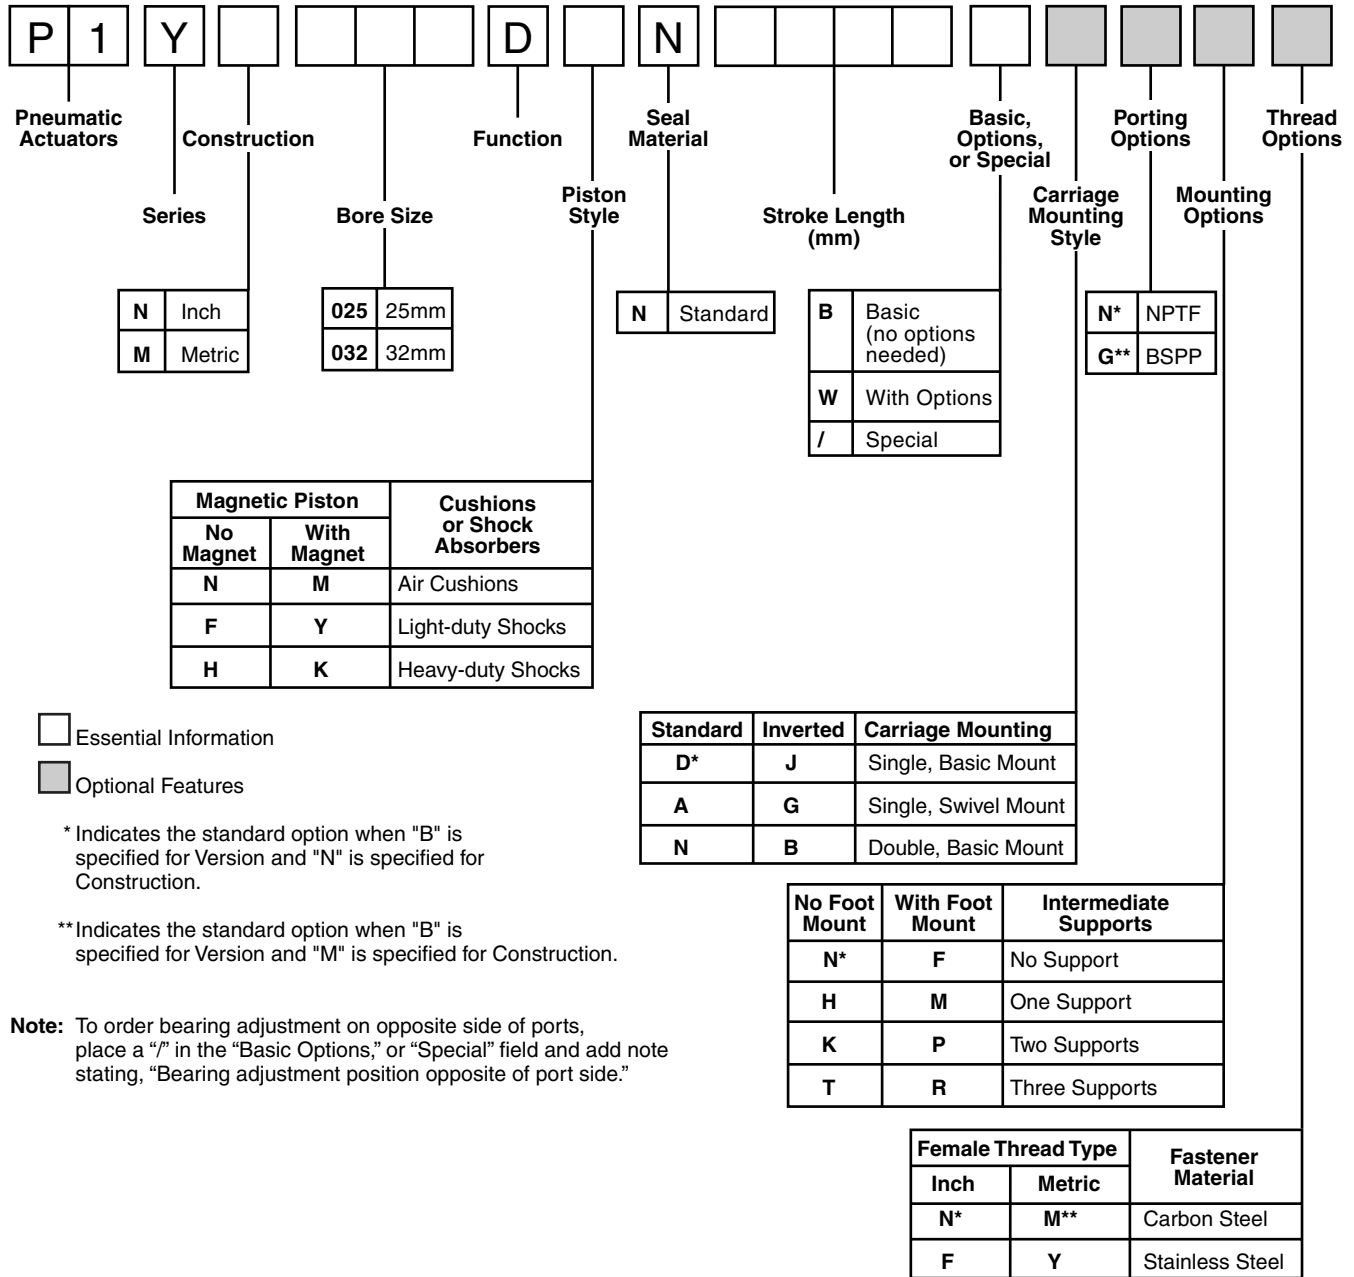 P 1 Y D N
Pneumatic
Actuators
Construction
Function
Seal
Material
Basic,
Options,
or Special
Porting
Options
Thread
Options
Series
Bore Size
Piston
Style
Stroke Length
(mm)
Carriage
Mounting
Style
Mounting
Options
N Inch
M Metric
025 25mm
032 32mm
N Standard
B Basic
(no options
needed)
W With Options
/ Special
N* NPTF
G** BSPP
Magnetic Piston
Cushions
or Shock
Absorbers
No
Magnet
With
Magnet
N M Air Cushions
F Y Light-duty Shocks
H K Heavy-duty Shocks
Essential Information
Optional Features
* Indicates the standard option when "B" is
specified for Version and "N" is specified for
Construction.
** Indicates the standard option when "B" is
specified for Version and "M" is specified for Construction.
Note: To order bearing adjustment on opposite side of ports,
place a “/” in the “Basic Options,” or “Special” field and add note
stating, “Bearing adjustment position opposite of port side.”
Standard Inverted Carriage Mounting
D* J Single, Basic Mount
A G Single, Swivel Mount
N B Double, Basic Mount
No Foot
Mount
With Foot
Mount
Intermediate
Supports
N* F No Support
H M One Support
K P Two Supports
T R Three Supports
Female Thread Type
Fastener
Material
Inch Metric
N* M** Carbon Steel
F Y Stainless Steel